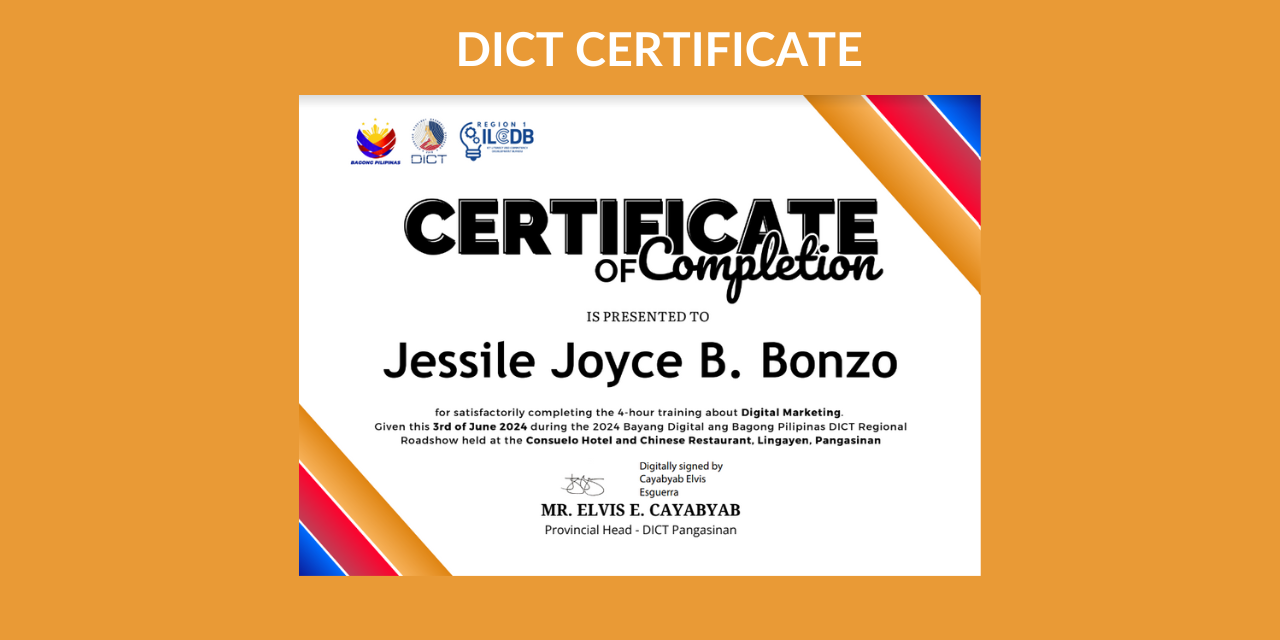 DICT CERTIFICATE
BAGONG PILIPINAS
DICT
REGION 1
ILCDB
CERTIFICATE
OF Completion
IS PRESENTED TO
Jessile Joyce B. Bonzo
for satisfactorily completing the 4-hour training about Digital Marketing.
Given this 3rd of June 2024 during the 2024 Bayang Digital ang Bagong Pilipinas DICT Regional
Roadshow held at the Consuelo Hotel and Chinese Restaurant, Lingayen, Pangasinan
Digitally signed by
Cayabyab Elvis
Esguerra
MR. ELVIS E. CAYABYAB
Provincial Head - DICT Pangasinan